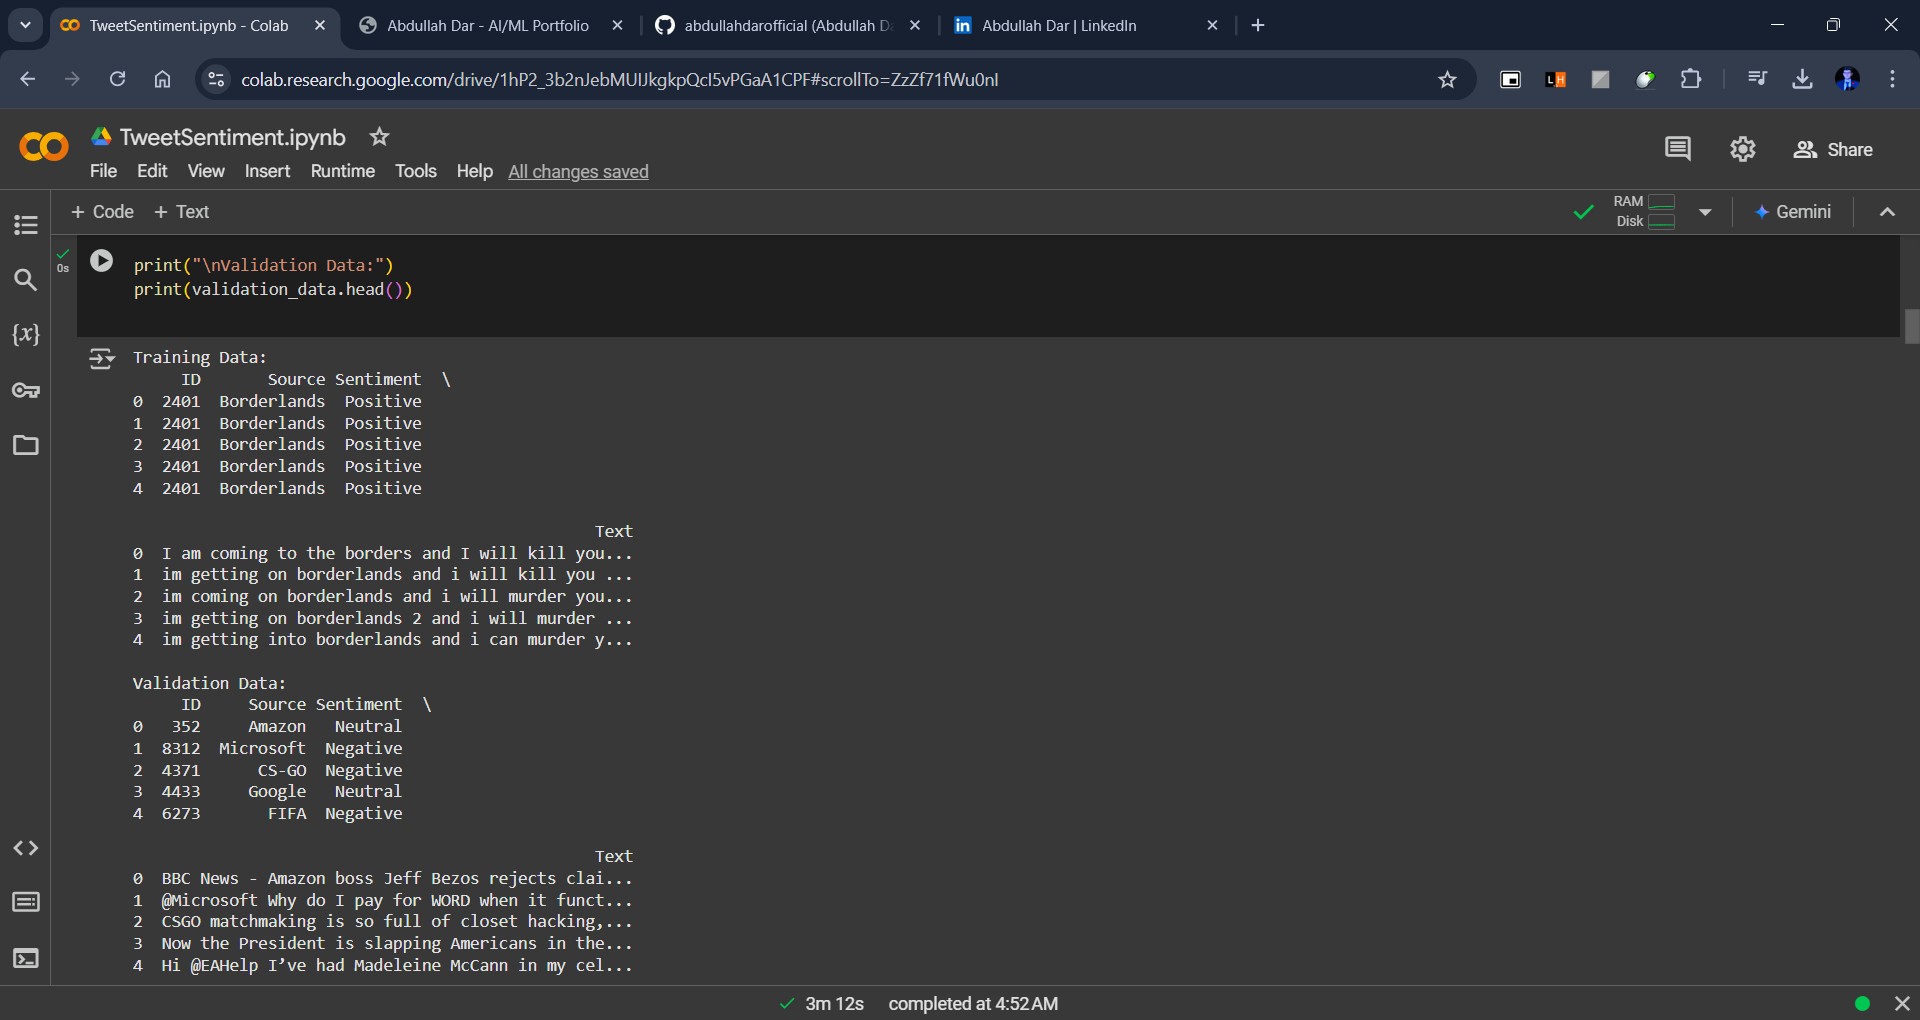 TweetSentiment.ipynb - Colab
Abdullah Dar - AI/ML Portfolio
abdullahdarofficial (Abdullah D
in Abdullah Dar | LinkedIn
colab.research.google.com/drive/1hP2_3b2nJebMUIJkgkpQcI5vPGaA1CPF#scrollTo=ZzZf71fWu0nI
LH
CO TweetSentiment.ipynb
File Edit View Insert Runtime Tools Help All changes saved
Share
+ Code + Text
RAM
Disk
Gemini
0s
print("\nValidation Data:")
print(validation_data.head())
{x}
Training Data:
ID Source Sentiment \
0 2401 Borderlands Positive
1 2401 Borderlands Positive
2 2401 Borderlands Positive
3 2401 Borderlands Positive
4 2401 Borderlands Positive
Text
0 I am coming to the borders and I will kill you...
1 im getting on borderlands and i will kill you ...
2 im coming on borderlands and i will murder you...
3 im getting on borderlands 2 and i will murder ...
4 im getting into borderlands and i can murder y...
Validation Data:
ID Source Sentiment \
0 352 Amazon Neutral
1 8312 Microsoft Negative
2 4371 CS-GO Negative
3 4433 Google Neutral
4 6273 FIFA Negative
Text
0 BBC News - Amazon boss Jeff Bezos rejects clai...
1 @Microsoft Why do I pay for WORD when it funct...
2 CSGO matchmaking is so full of closet hacking,...
3 Now the President is slapping Americans in the...
4 Hi @EAHelp I’ve had Madeleine McCann in my cel...
3m 12s completed at 4:52 AM